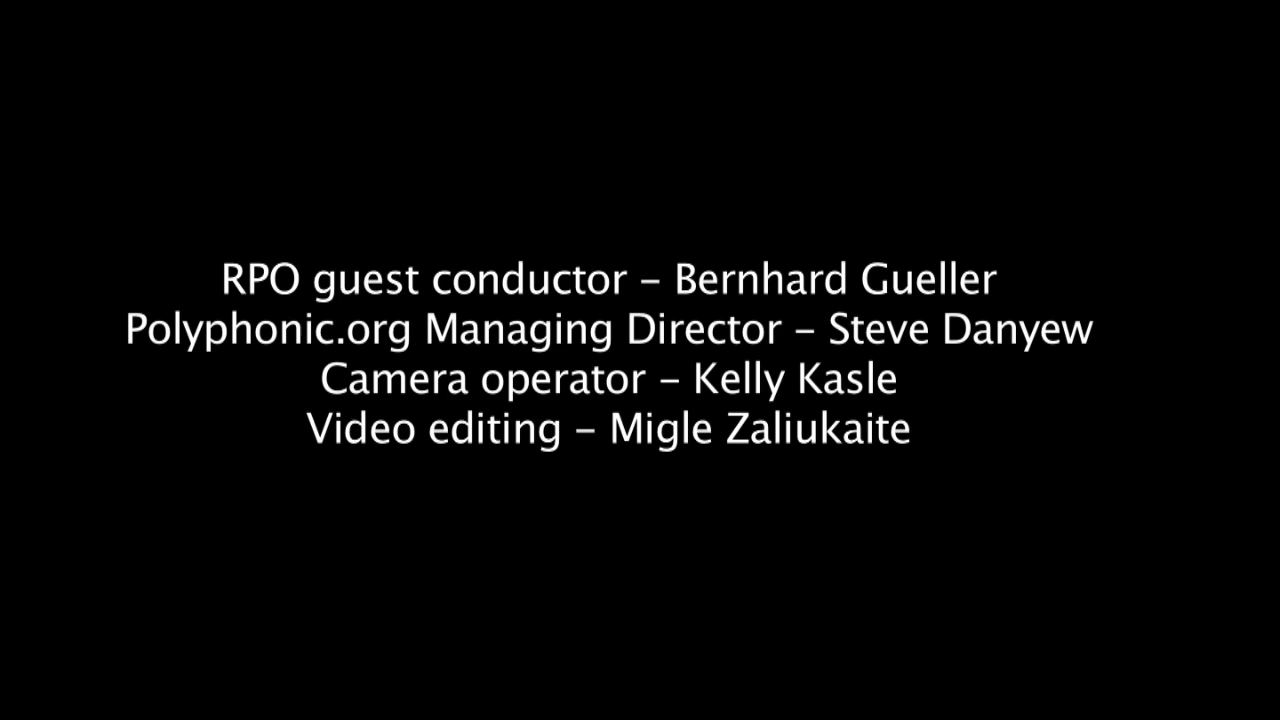 RPO guest conductor – Bernhard Gueller
Polyphonic.org Managing Director – Steve Danyew
Camera operator – Kelly Kasle
Video editing – Migle Zaliukaite